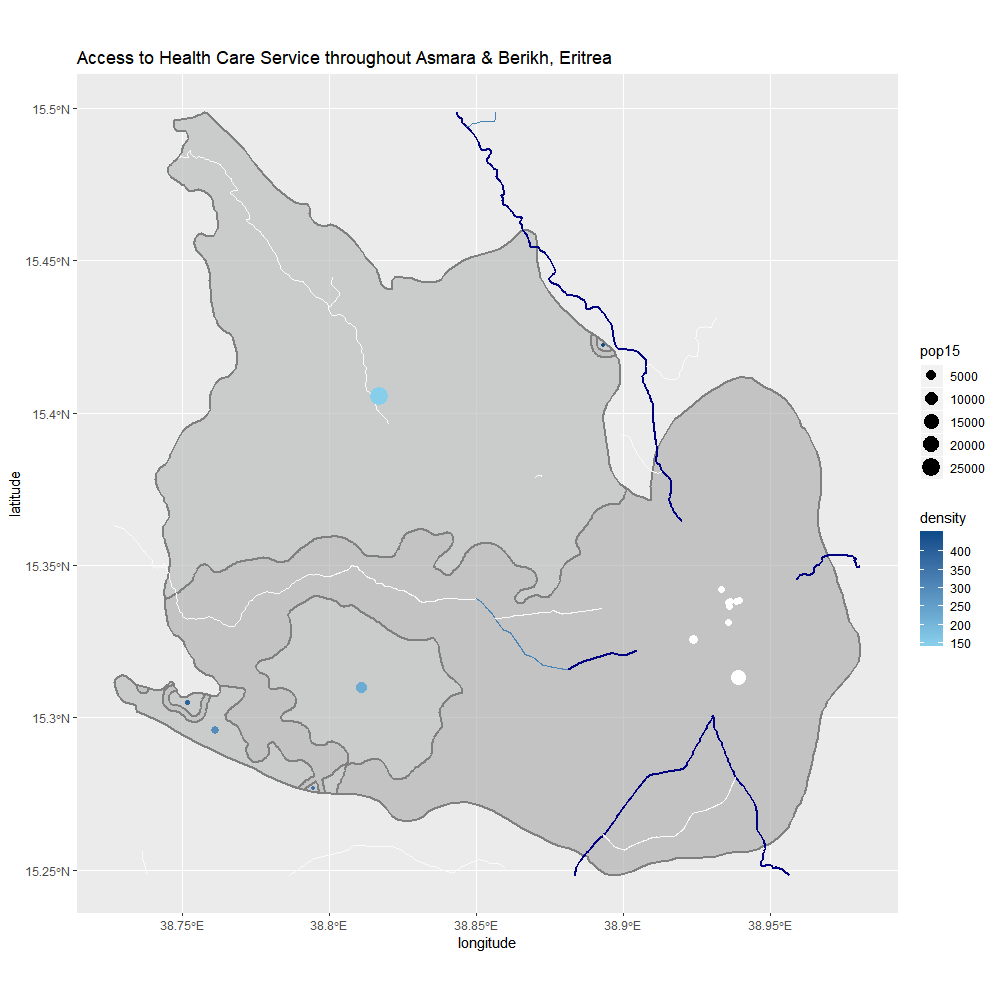 Access to Health Care Service throughout Asmara & Berikh, Eritrea
15.5°N
15.45°N
15.4°N
15.35°N
15.3°N
15.25°N
latitude
38.75°E
38.8°E
38.85°E
38.9°E
38.95°E
longitude
pop15
5000
10000
15000
20000
25000
density
400
350
300
250
200
150